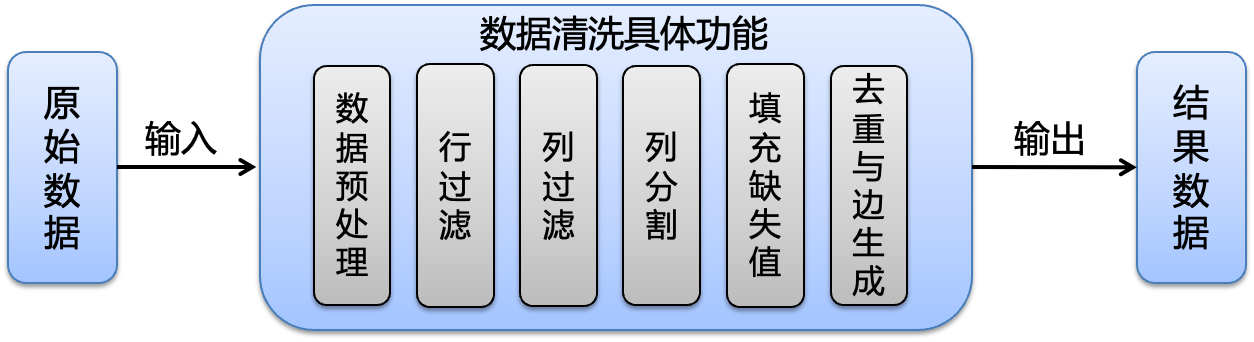 原始数据
输入
数据清洗具体功能
数据预处理
行过滤
列过滤
列分割
填充缺失值
去重与边生成
输出
结果数据